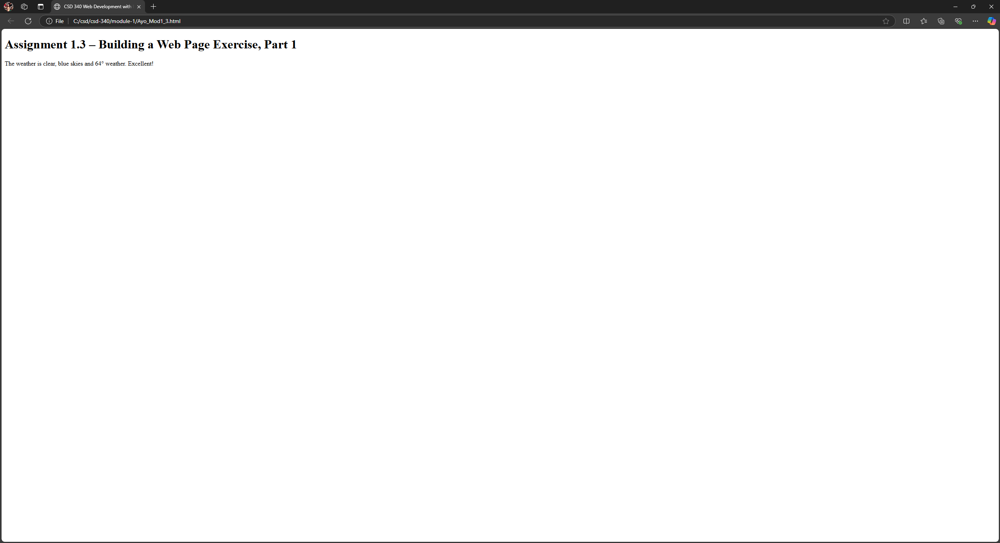 CSD 340 Web Development with
File
C:/csd/csd-340/module-1/Ayo_Mod1_3.html
Assignment 1.3 – Building a Web Page Exercise, Part 1
The weather is clear, blue skies and 64° weather. Excellent!